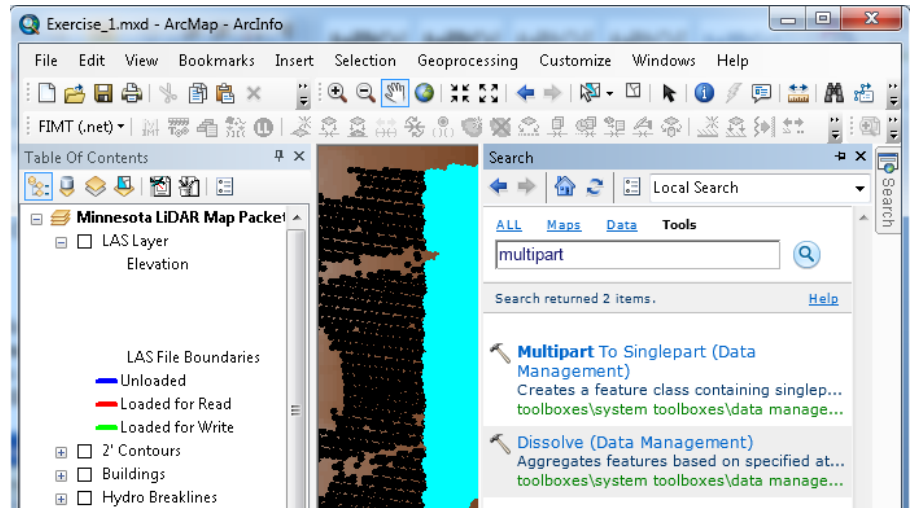 Exercise_1.mxd - ArcMap - ArcInfo
File Edit View Bookmarks Insert Selection Geoprocessing Customize Windows Help
FIMT (.net)
Table Of Contents
Minnesota LiDAR Map Packet
LAS Layer
Elevation
LAS File Boundaries
Unloaded
Loaded for Read
Loaded for Write
2' Contours
Buildings
Hydro Breaklines
Search
Local Search
ALL Maps Data Tools
multipart
Search returned 2 items. Help
Multipart To Singlepart (Data
Management)
Creates a feature class containing singlep...
toolboxes\system toolboxes\data manage...
Dissolve (Data Management)
Aggregates features based on specified at...
toolboxes\system toolboxes\data manage...
Search